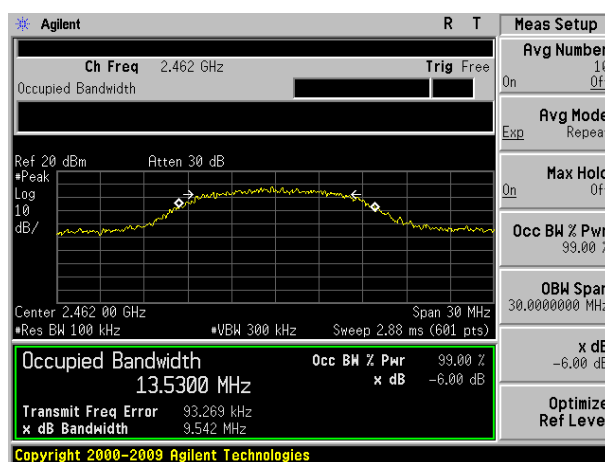 Agilent R T Meas Setup
Ch Freq 2.462 GHz Trig Free
Occupied Bandwidth
Avg Number
10
On Off
Avg Mode
Exp Repeat
Ref 20 dBm Atten 30 dB
#Peak
Log
10
dB/
Max Hold
On Off
Occ BW % Pwr
99.00 %
OBW Span
30.0000000 MHz
Center 2.462 00 GHz Span 30 MHz
#Res BW 100 kHz #VBW 300 kHz Sweep 2.88 ms (601 pts)
Occupied Bandwidth Occ BW % Pwr 99.00 %
13.5300 MHz x dB -6.00 dB
Transmit Freq Error 93.269 kHz
x dB Bandwidth 9.542 MHz
x dB
-6.00 dB
Optimize
Ref Level
Copyright 2000-2009 Agilent Technologies